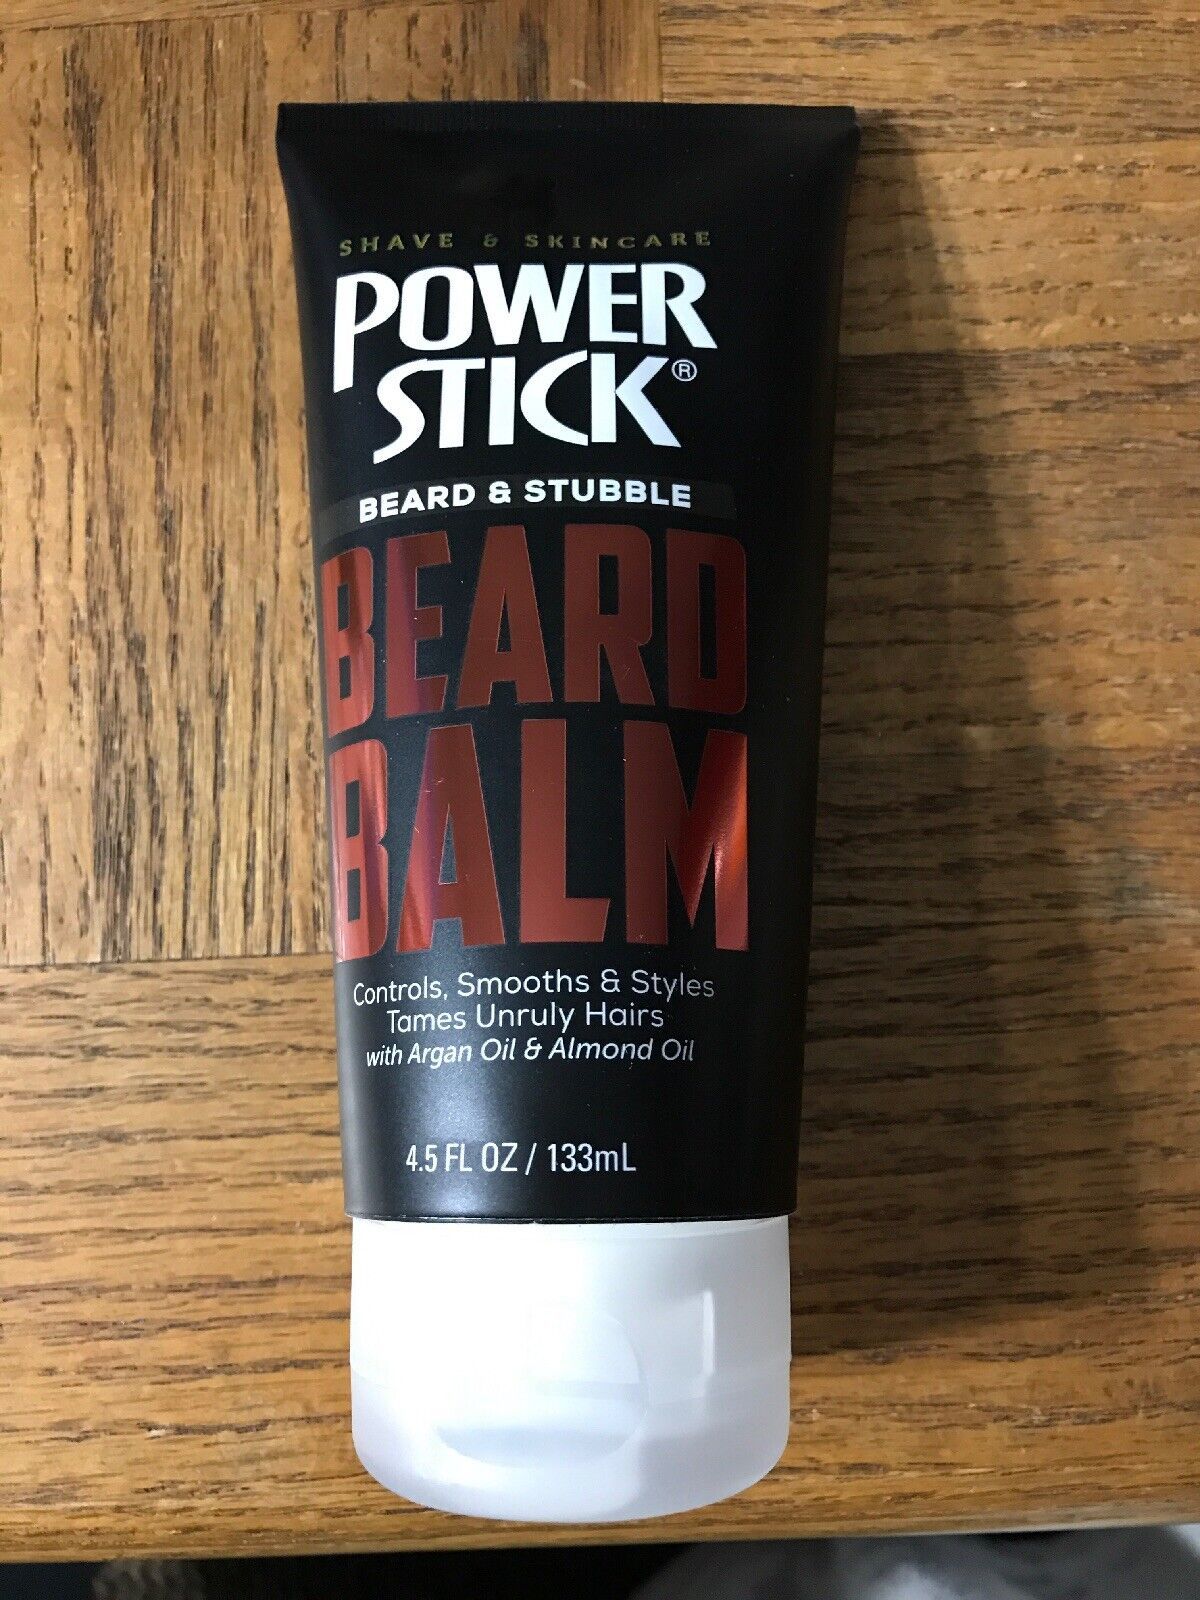 SHAVE & SKINCARE
POWER
STICK®
BEARD & STUBBLE
BEARD
BALM
Controls, Smooths & Styles
Tames Unruly Hairs
with Argan Oil & Almond Oil
4.5 FL OZ / 133mL